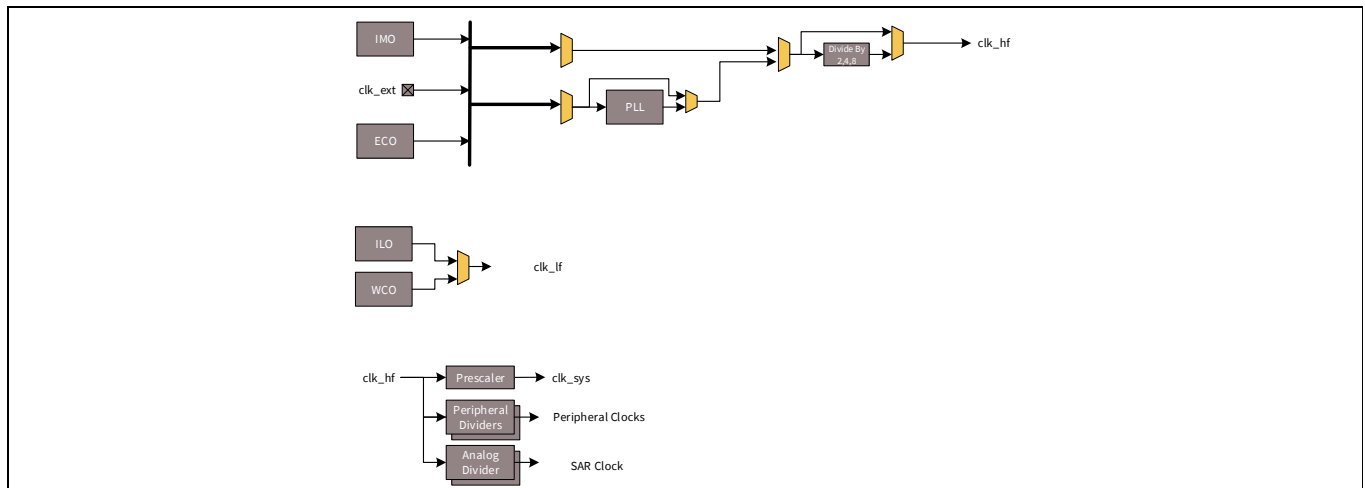 IMO
clk_ext
ECO
PLL
Divide By
2,4,8
clk_hf
ILO
WCO
clk_lf
clk_hf
Prescaler
clk_sys
Peripheral
Dividers
Peripheral Clocks
Analog
Divider
SAR Clock